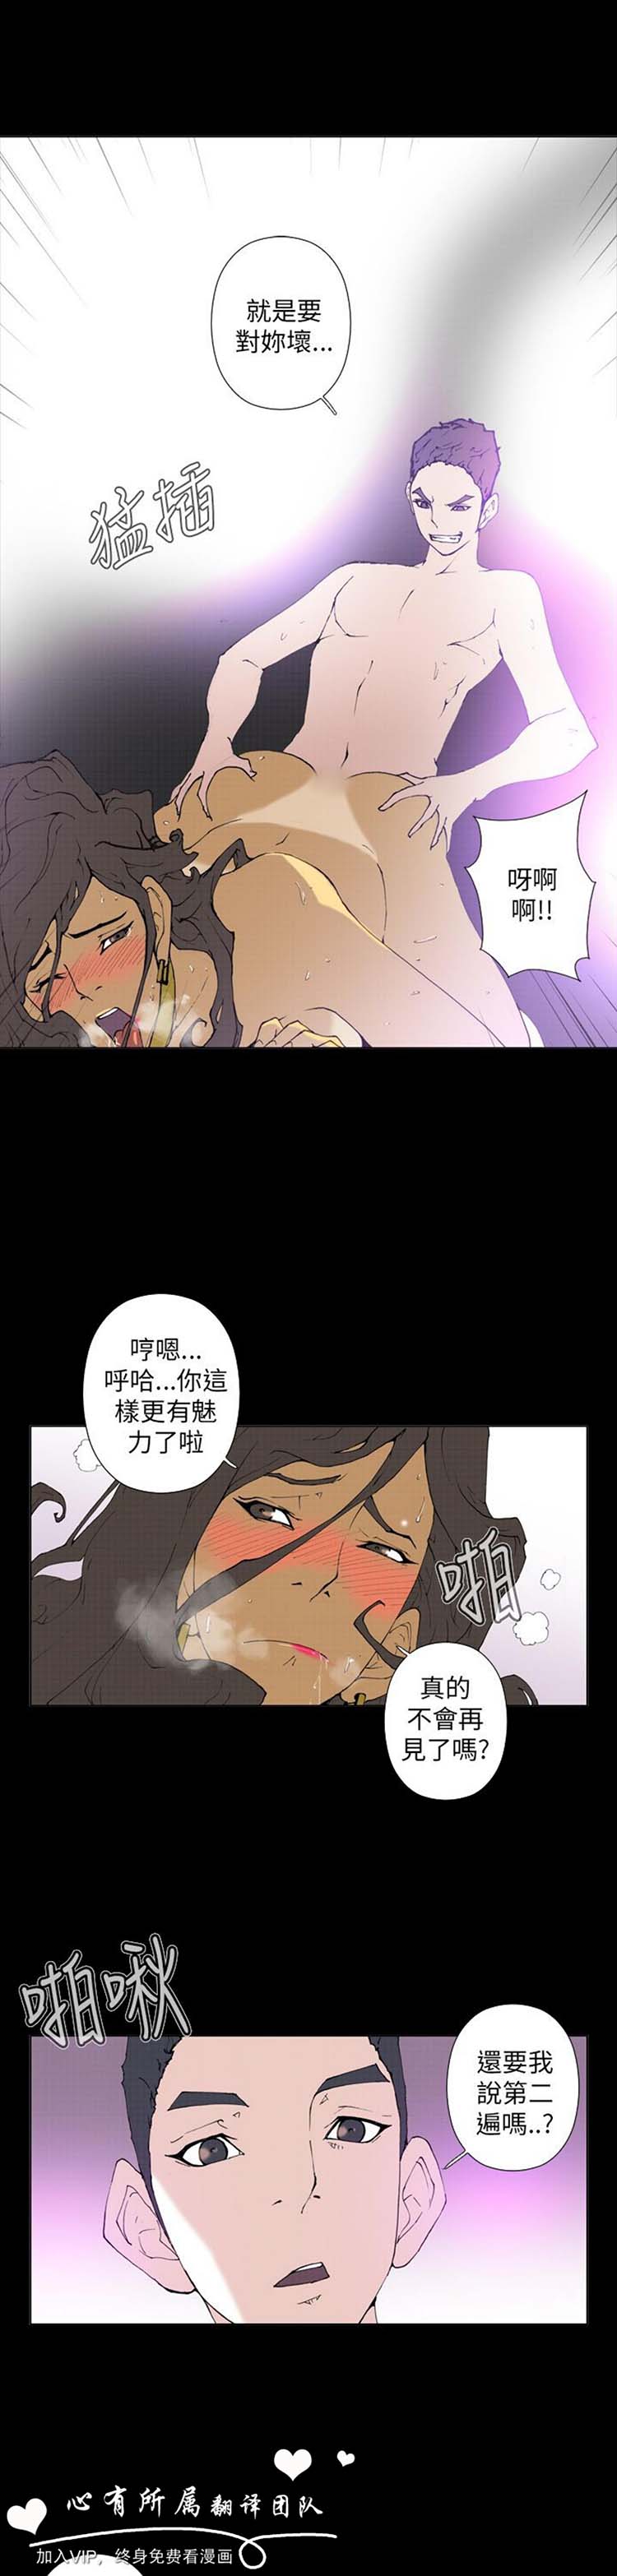 就是要
對妳壞...
猛插
呀啊
啊!!
哼嗯...
呼哈...你這
樣更有魅
力了啦
啪
真的
不會再
見了嗎?
啪啾
還要我
說第二
遍嗎..?
心有所属翻译团队
加入VIP，终身免费看漫画